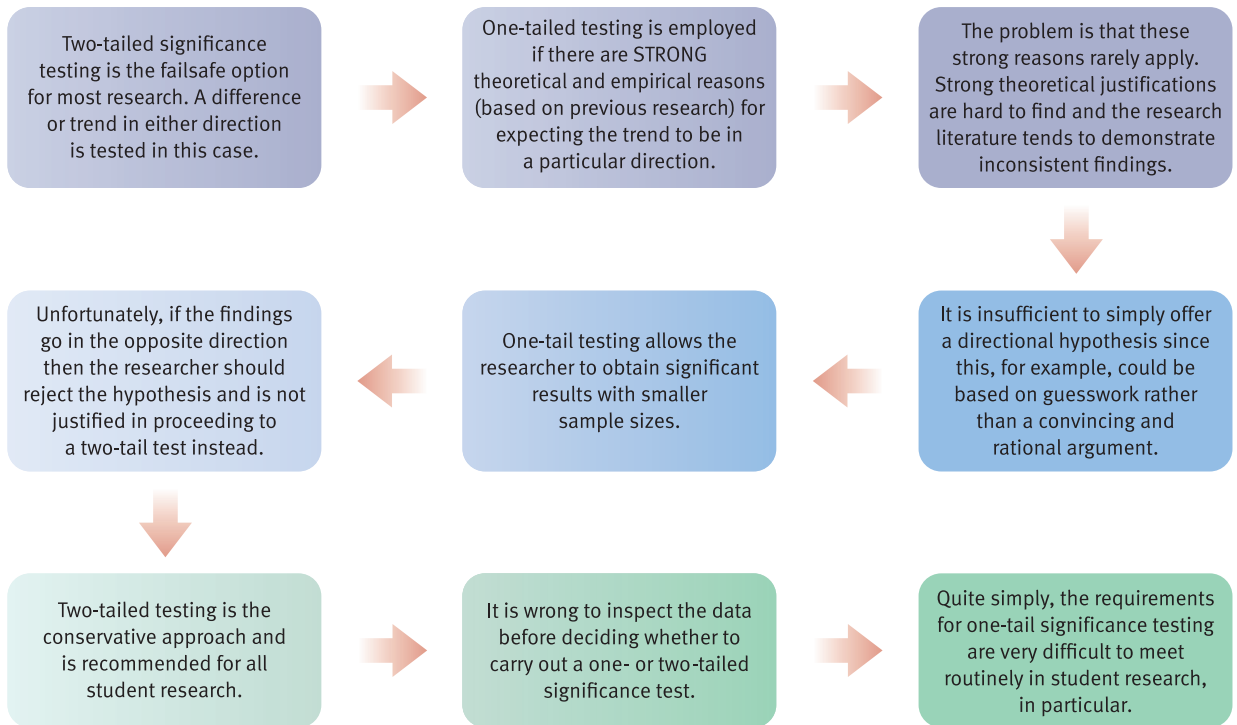 Two-tailed significance
testing is the failsafe option
for most research. A difference
or trend in either direction
is tested in this case.
One-tailed testing is employed
if there are STRONG
theoretical and empirical reasons
(based on previous research) for
expecting the trend to be in
a particular direction.
The problem is that these
strong reasons rarely apply.
Strong theoretical justifications
are hard to find and the research
literature tends to demonstrate
inconsistent findings.
It is insufficient to simply offer
a directional hypothesis since
this, for example, could be
based on guesswork rather
than a convincing and
rational argument.
One-tail testing allows the
researcher to obtain significant
results with smaller
sample sizes.
Unfortunately, if the findings
go in the opposite direction
then the researcher should
reject the hypothesis and is not
justified in proceeding to
a two-tail test instead.
Two-tailed testing is the
conservative approach and
is recommended for all
student research.
It is wrong to inspect the data
before deciding whether to
carry out a one- or two-tailed
significance test.
Quite simply, the requirements
for one-tail significance testing
are very difficult to meet
routinely in student research,
in particular.